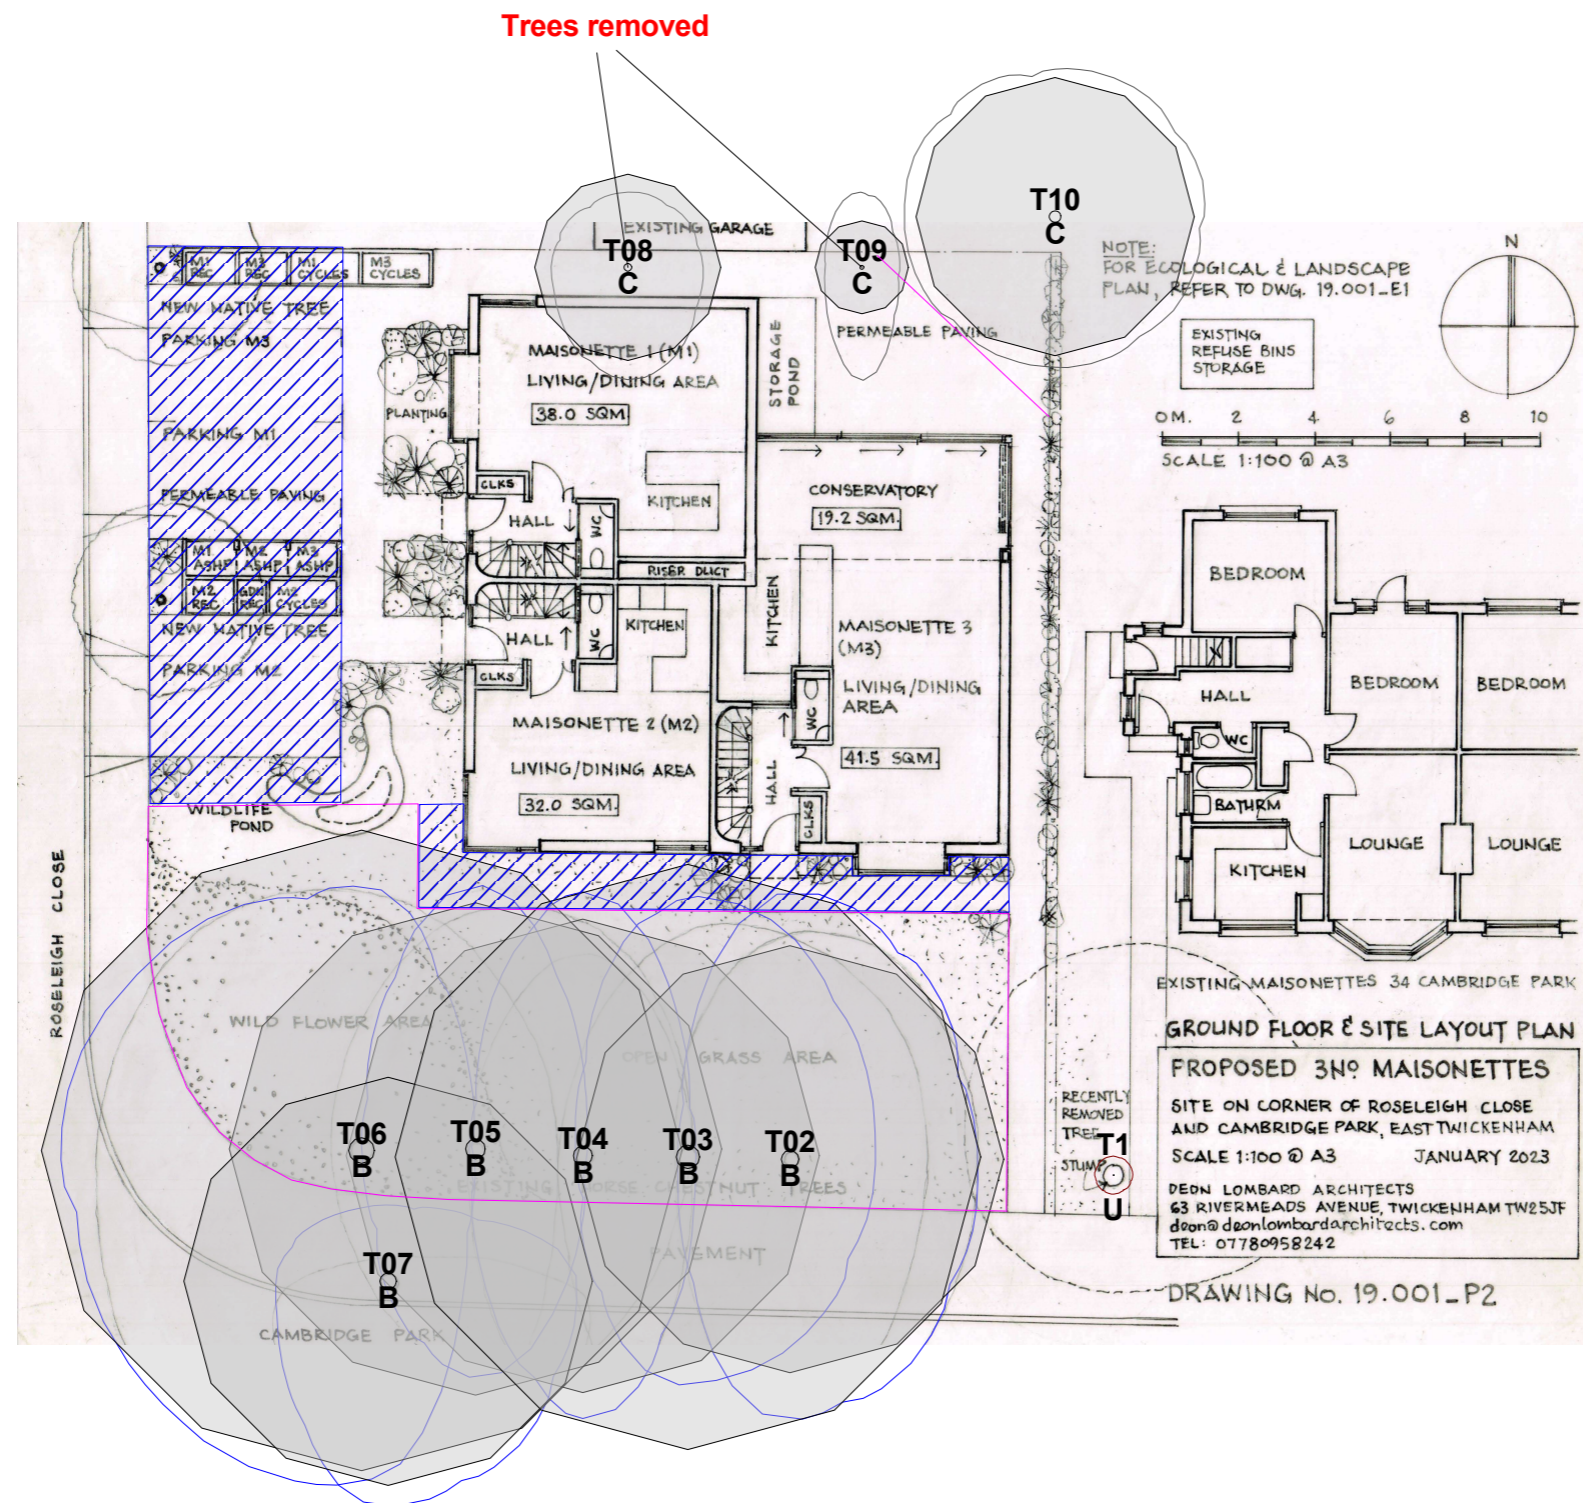 Trees removed
T10
C
EXISTING GARAGE
T08
C
T09
C
NOTE:
FOR ECOLOGICAL & LANDSCAPE
PLAN, REFER TO DWG. 19.001_E1
N
M1
REC
M3
REC
M1
CYCLES
M3
CYCLES
NEW NATIVE TREE
PARKING M3
PERMEABLE PAVING
EXISTING
REFUSE BINS
STORAGE
MAISONETTE 1 (M1)
LIVING/DINING AREA
38.0 SQM.
STORAGE
POND
PLANTING
0 M. 2 4 6 8 10
SCALE 1:100 @ A3
PARKING M1
CLKS
KITCHEN
CONSERVATORY
19.2 SQM.
PERMEABLE PAVING
HALL
WC
M1
ASHP
M2
ASHP
M3
ASHP
RISER DUCT
BEDROOM
M2
REC
GDN
REC
M2
CYCLES
NEW NATIVE TREE
HALL
WC
KITCHEN
KITCHEN
MAISONETTE 3
(M3)
PARKING M2
CLKS
LIVING/DINING
AREA
HALL
BEDROOM
BEDROOM
MAISONETTE 2 (M2)
WC
WC
41.5 SQM.
LIVING/DINING AREA
HALL
32.0 SQM.
CLKS
BATHRM
WILDLIFE
POND
LOUNGE
LOUNGE
KITCHEN
ROSELEIGH CLOSE
EXISTING MAISONETTES 34 CAMBRIDGE PARK
WILD FLOWER AREA
OPEN GRASS AREA
GROUND FLOOR & SITE LAYOUT PLAN
PROPOSED 3NO MAISONETTES
SITE ON CORNER OF ROSELEIGH CLOSE
AND CAMBRIDGE PARK, EAST TWICKENHAM
SCALE 1:100 @ A3 JANUARY 2023
DEON LOMBARD ARCHITECTS
63 RIVERMEADS AVENUE, TWICKENHAM TW2 5JF
deon@deonlombardarchitects.com
TEL: 07780958242
RECENTLY
REMOVED
TREE
STUMP
T1
U
T06
B
T05
B
T04
B
T03
B
T02
B
EXISTING HORSE CHESTNUT TREES
PAVEMENT
T07
B
CAMBRIDGE PARK
DRAWING No. 19.001_P2